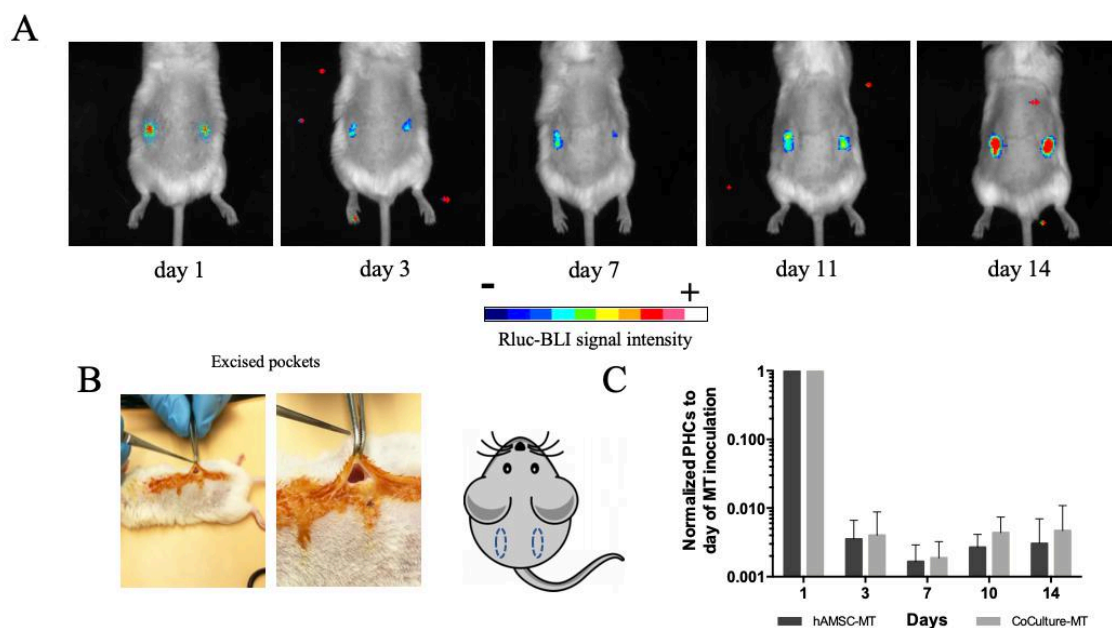 A
day 1
day 3
day 7
day 11
day 14
- +
Rluc-BLI signal intensity
Excised pockets
B
C
Normalized PHCs to
day of MT inoculation
1
0.100
0.010
0.001
1 3 7 10 14
hAMSC-MT Days CoCulture-MT